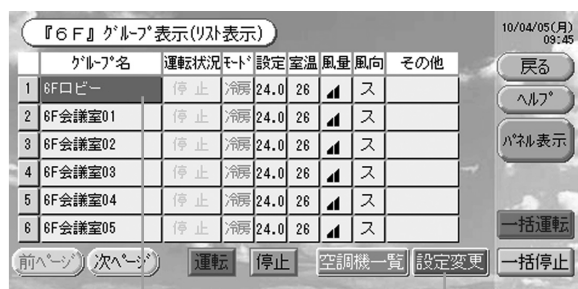 『6F』グループ表示(リスト表示)
10/04/05(月)
09:45
グループ名 運転状況 モード 設定 室温 風量 風向 その他
1 6Fロビー 停止 冷房 24.0 26 ス
2 6F会議室01 停止 冷房 24.0 26 ス
3 6F会議室02 停止 冷房 24.0 26 ス
4 6F会議室03 停止 冷房 24.0 26 ス
5 6F会議室04 停止 冷房 24.0 26 ス
6 6F会議室05 停止 冷房 24.0 26 ス
戻る
ヘルプ
パネル表示
一括運転
前ページ 次ページ 運転 停止 空調機一覧 設定変更 一括停止